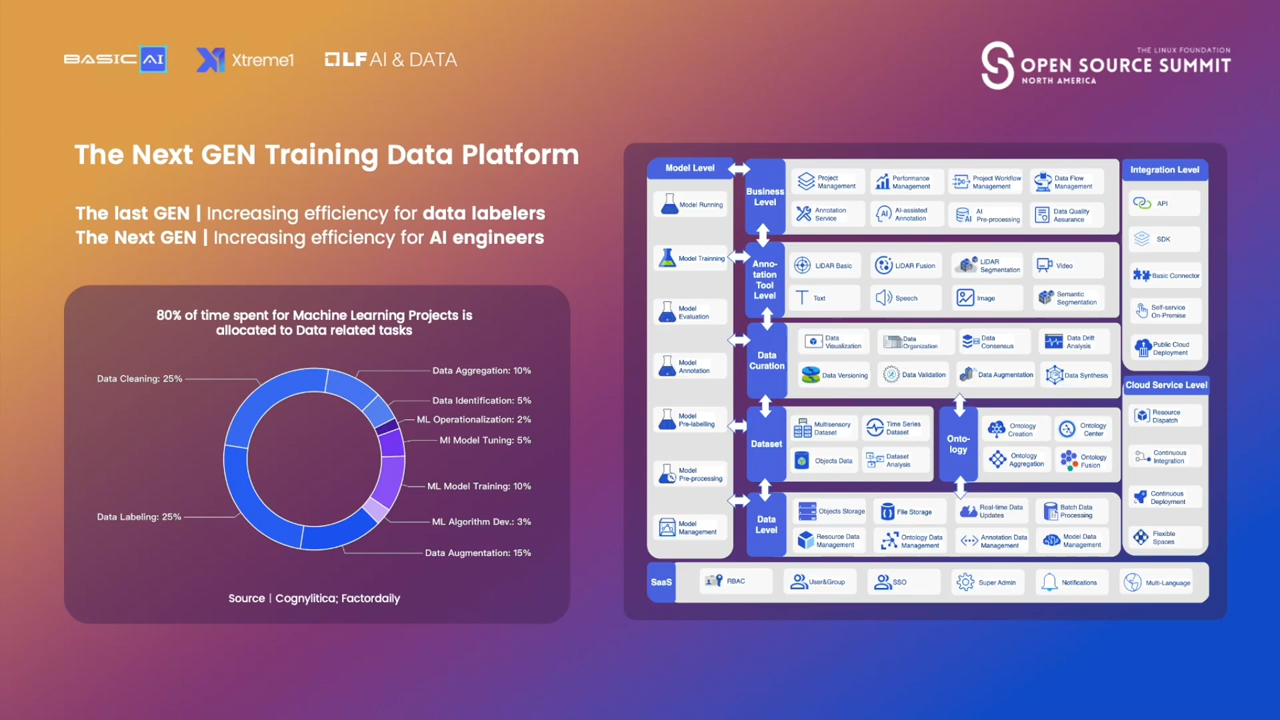 BASIC AI
Xtreme1
LF AI & DATA
THE LINUX FOUNDATION
OPEN SOURCE SUMMIT
NORTH AMERICA
The Next GEN Training Data Platform
The last GEN | Increasing efficiency for data labelers
The Next GEN | Increasing efficiency for AI engineers
80% of time spent for Machine Learning Projects is
allocated to Data related tasks
Data Cleaning: 25%
Data Labeling: 25%
Data Aggregation: 10%
Data Identification: 5%
ML Operationalization: 2%
Ml Model Tuning: 5%
ML Model Training: 10%
ML Algorithm Dev.: 3%
Data Augmentation: 15%
Source | Cognylitica; Factordaily
Model Level
Model Running
Model Trainning
Model
Evaluation
Model
Annotation
Model
Pre-labelling
Model
Pre-processing
Model
Management
Business
Level
Project
Management
Performance
Management
Project Workflow
Management
Data Flow
Management
Annotation
Service
AI-assisted
Annotation
AI
Pre-processing
Data Quality
Assurance
Anno-
tation Tool
Level
LiDAR Basic
LiDAR Fusion
LiDAR
Segmentation
Video
Text
Speech
Image
Semantic
Segmentation
Data
Curation
Data
Visualization
Data
Organization
Data
Consensus
Data Drift
Analysis
Data Versioning
Data Validation
Data Augmentation
Data Synthesis
Dataset
Multisensory
Dataset
Time Series
Dataset
Objects Data
Dataset
Analysis
Onto-
logy
Ontology
Creation
Ontology
Center
Ontology
Aggregation
Ontology
Fusion
Data
Level
Objects Storage
File Storage
Real-time Data
Updates
Batch Data
Processing
Resource Data
Management
Ontology Data
Management
Annotation Data
Management
Model Data
Management
Integration Level
API
SDK
Basic Connector
Self-service
On-Premise
Public Cloud
Deployment
Cloud Service Level
Resource
Dispatch
Continuous
Integration
Continuous
Deployment
Flexible
Spaces
SaaS
RBAC
User&Group
SSO
Super Admin
Notifications
Multi-Language